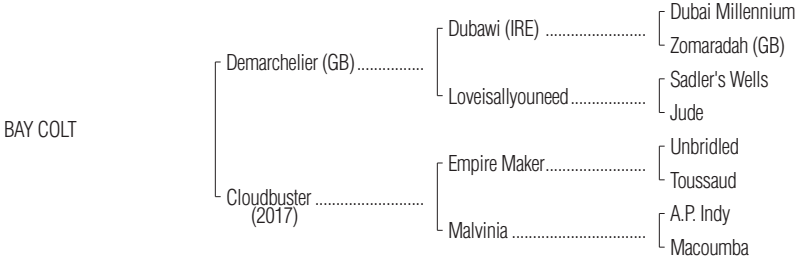 Dubai Millennium
Dubawi (IRE) ........................
Zomaradah (GB)
Demarchelier (GB)................
Sadler's Wells
Loveisallyouneed..................
Jude
BAY COLT
Unbridled
Empire Maker........................
Toussaud
Cloudbuster ..........................
(2017)
A.P. Indy
Malvinia ................................
Macoumba